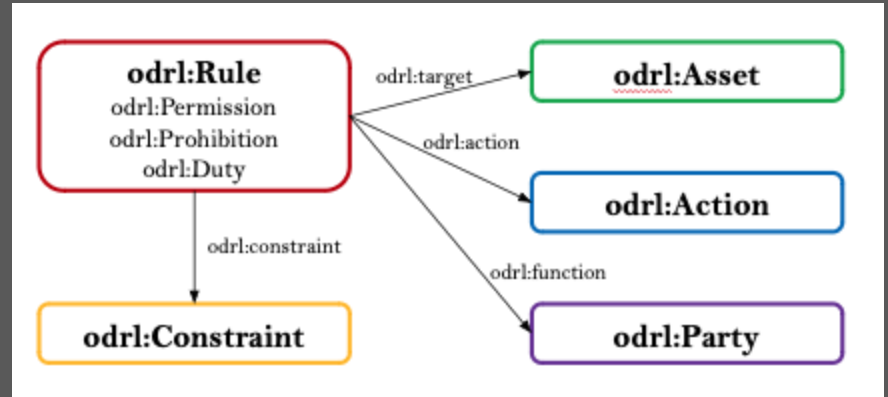 odrl:Rule
odrl:Permission
odrl:Prohibition
odrl:Duty
odrl:target
odrl:Asset
odrl:action
odrl:Action
odrl:constraint
odrl:function
odrl:Constraint
odrl:Party